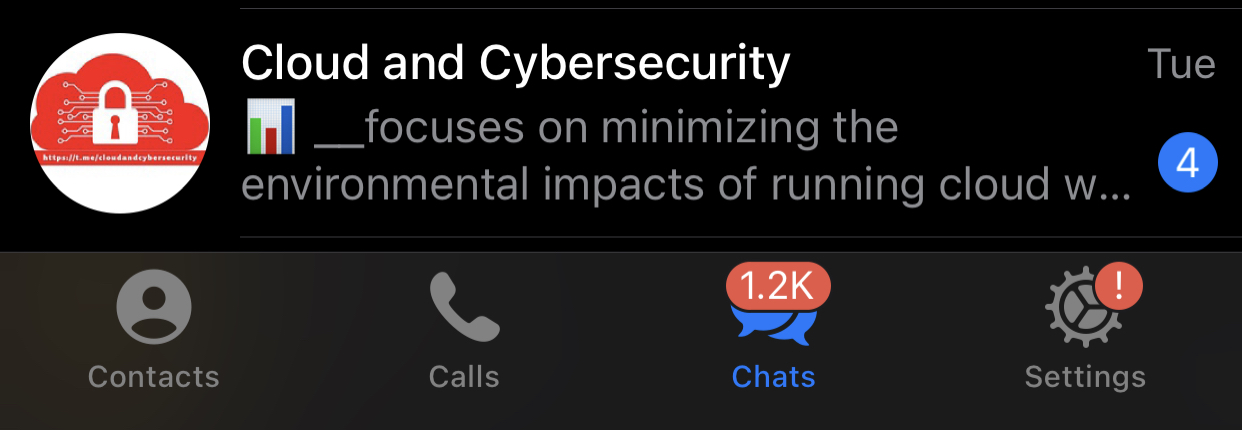 Cloud and Cybersecurity
Tue
📊 __focuses on minimizing the
environmental impacts of running cloud w...
4
https://t.me/cloudandcybersecurity
1.2K
!
Contacts
Calls
Chats
Settings